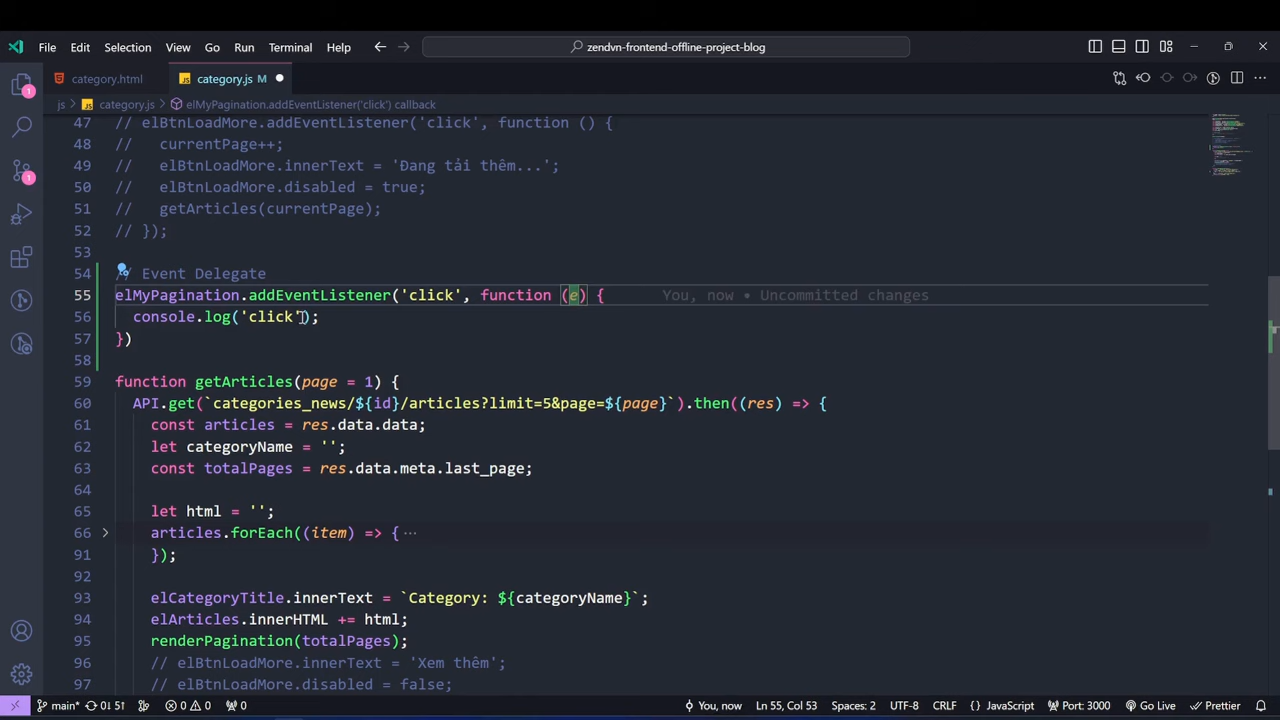 File Edit Selection View Go Run Terminal Help zendvn-frontend-offline-project-blog
category.html JS category.js M
js > JS category.js > elMyPagination.addEventListener('click') callback
47 // elBtnLoadMore.addEventListener('click', function () {
48 //   currentPage++;
49 //   elBtnLoadMore.innerText = 'Đang tải thêm...';
50 //   elBtnLoadMore.disabled = true;
51 //   getArticles(currentPage);
52 // });
53
54 // Event Delegate
55 elMyPagination.addEventListener('click', function (e) { You, now • Uncommitted changes
56   console.log('click');
57 })
58
59 function getArticles(page = 1) {
60   API.get(`categories_news/${id}/articles?limit=5&page=${page}`).then((res) => {
61     const articles = res.data.data;
62     let categoryName = '';
63     const totalPages = res.data.meta.last_page;
64
65     let html = '';
66     articles.forEach((item) => { ...
91     });
92
93     elCategoryTitle.innerText = `Category: ${categoryName}`;
94     elArticles.innerHTML += html;
95     renderPagination(totalPages);
96     // elBtnLoadMore.innerText = 'Xem thêm';
97     // elBtnLoadMore.disabled = false;
main* 0↓ 5↑ 0 0 0 You, now Ln 55, Col 53 Spaces: 2 UTF-8 CRLF {} JavaScript Port: 3000 Go Live Prettier